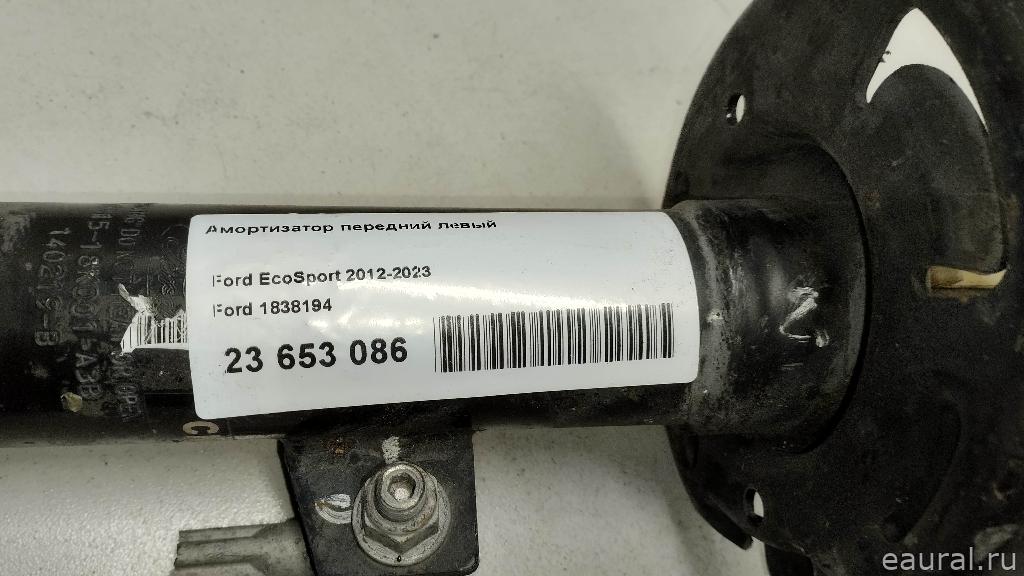 Амортизатор передний левый
Ford EcoSport 2012-2023
Ford 1838194
23 653 086
C
eaural.ru